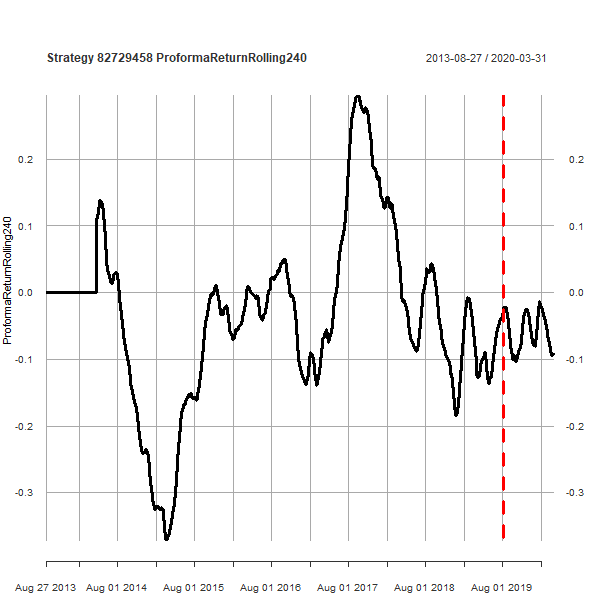 Strategy 82729458 ProformaReturnRolling240
2013-08-27 / 2020-03-31
ProformaReturnRolling240
0.2 0.2
0.1 0.1
0.0 0.0
-0.1 -0.1
-0.2 -0.2
-0.3 -0.3
Aug 27 2013 Aug 01 2014 Aug 01 2015 Aug 01 2016 Aug 01 2017 Aug 01 2018 Aug 01 2019